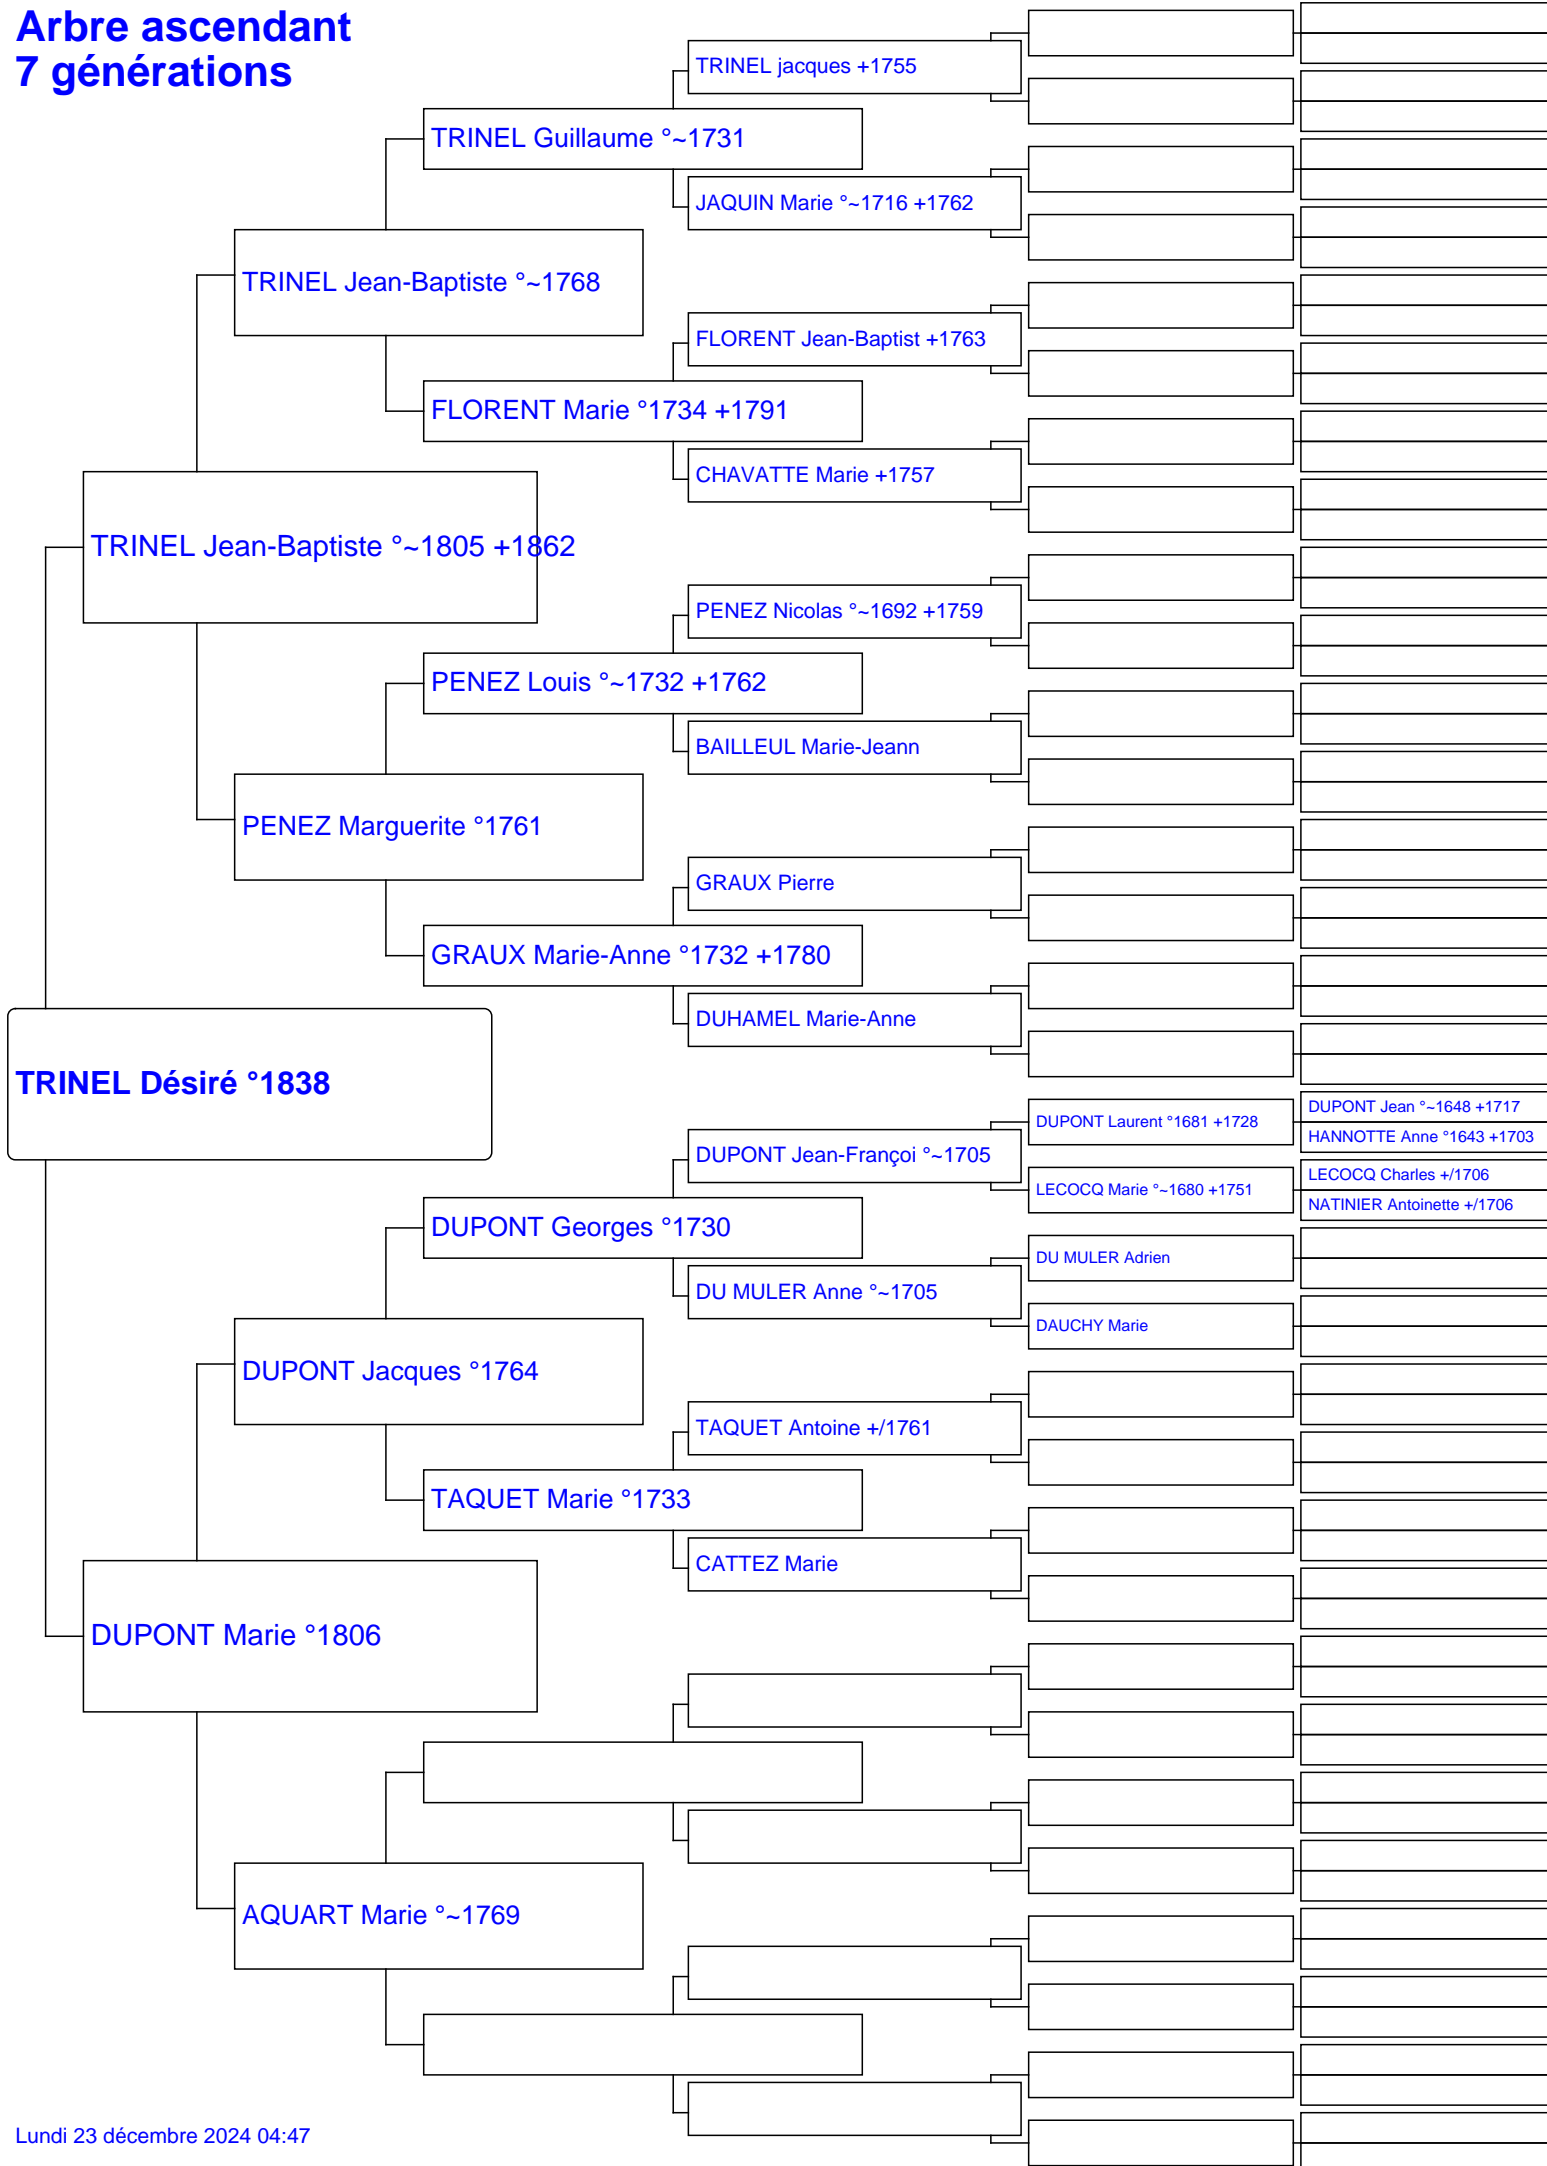 Arbre ascendant
7 générations
TRINEL jacques +1755
TRINEL Guillaume °~1731
JAQUIN Marie °~1716 +1762
TRINEL Jean-Baptiste °~1768
FLORENT Jean-Baptist +1763
FLORENT Marie °1734 +1791
CHAVATTE Marie +1757
TRINEL Jean-Baptiste °~1805 +1862
PENEZ Nicolas °~1692 +1759
PENEZ Louis °~1732 +1762
BAILLEUL Marie-Jeann
PENEZ Marguerite °1761
GRAUX Pierre
GRAUX Marie-Anne °1732 +1780
DUHAMEL Marie-Anne
TRINEL Désiré °1838
DUPONT Jean °~1648 +1717
DUPONT Laurent °1681 +1728
HANNOTTE Anne °1643 +1703
DUPONT Jean-Françoi °~1705
LECOCQ Charles +/1706
LECOCQ Marie °~1680 +1751
NATINIER Antoinette +/1706
DUPONT Georges °1730
DU MULER Adrien
DU MULER Anne °~1705
DAUCHY Marie
DUPONT Jacques °1764
TAQUET Antoine +/1761
TAQUET Marie °1733
CATTEZ Marie
DUPONT Marie °1806
AQUART Marie °~1769
Lundi 23 décembre 2024 04:47